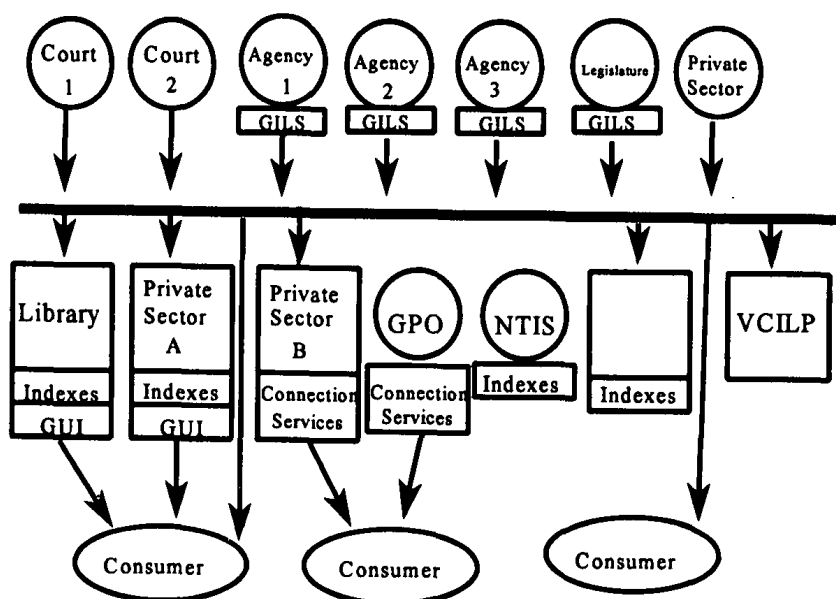 Court
1
Court
2
Agency
1
GILS
Agency
2
GILS
Agency
3
GILS
Legislature
GILS
Private
Sector
Library
Indexes
GUI
Private
Sector
A
Indexes
GUI
Private
Sector
B
Connection
Services
GPO
Connection
Services
NTIS
Indexes
Indexes
VCILP
Consumer
Consumer
Consumer